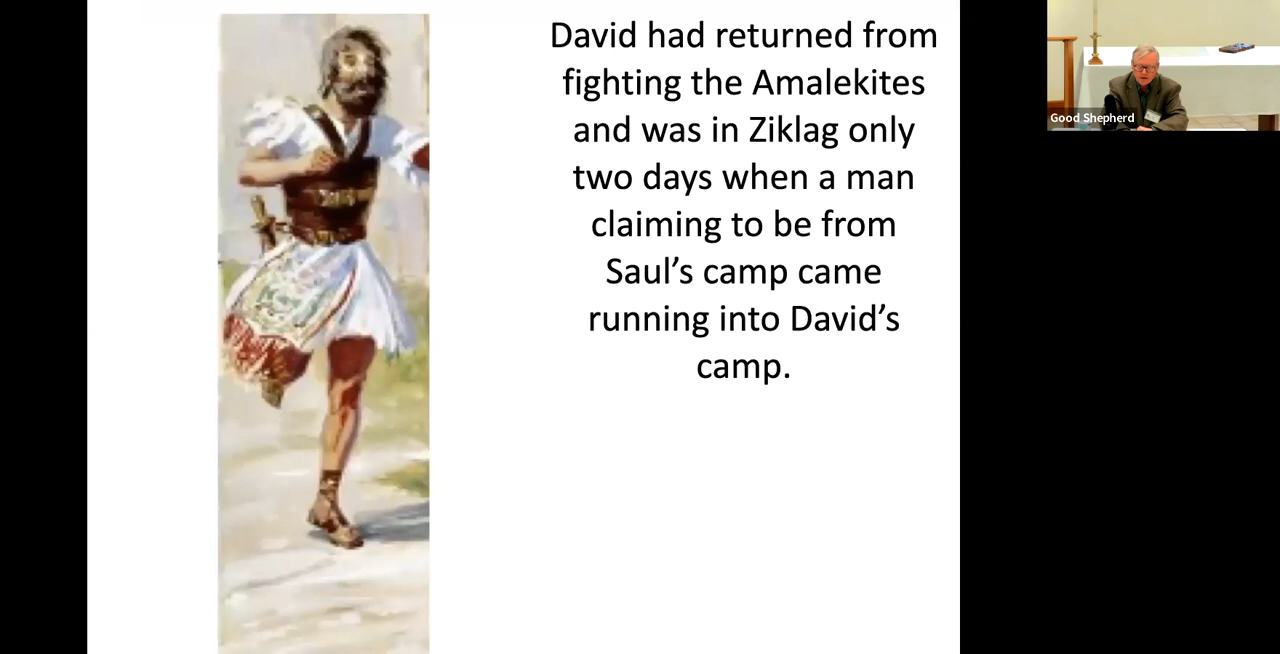 David had returned from
fighting the Amalekites
and was in Ziklag only
two days when a man
claiming to be from
Saul’s camp came
running into David’s
camp.
Good Shepherd